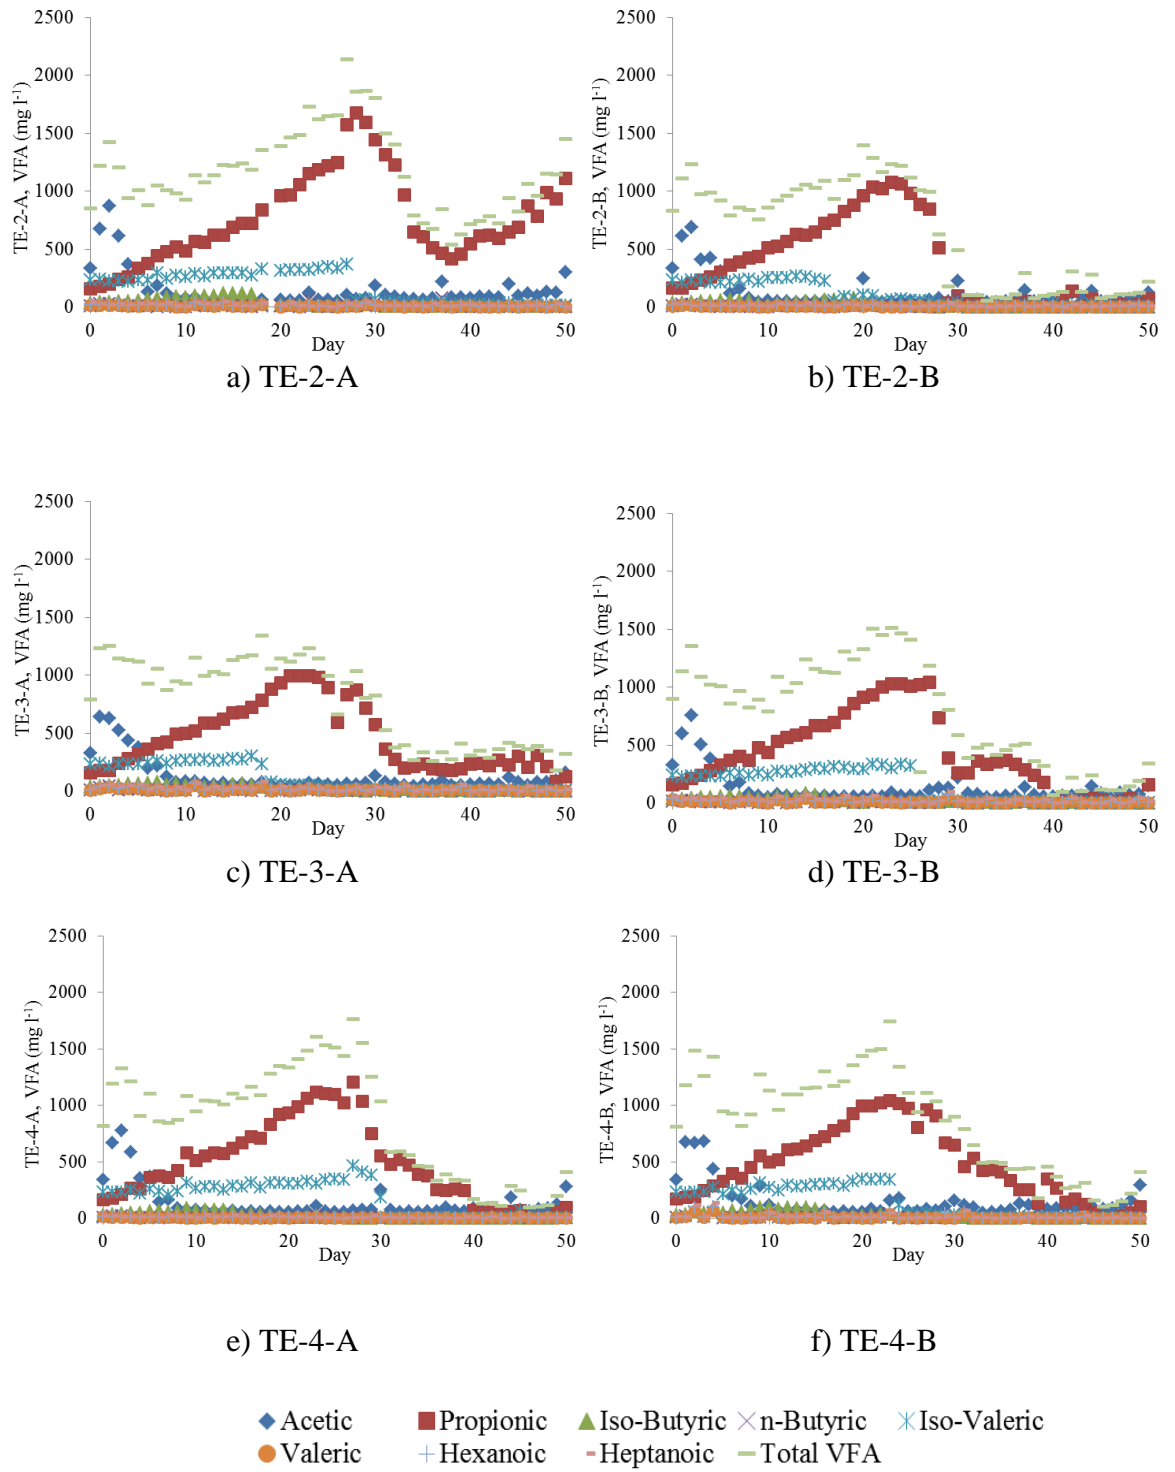 2500
2000
1500
1000
500
0
TE-2-A, VFA (mg l⁻¹)
0 10 20 30 40 50
Day
a) TE-2-A
2500
2000
1500
1000
500
0
TE-2-B, VFA (mg l⁻¹)
0 10 20 30 40 50
Day
b) TE-2-B
2500
2000
1500
1000
500
0
TE-3-A, VFA (mg l⁻¹)
0 10 20 30 40 50
Day
c) TE-3-A
2500
2000
1500
1000
500
0
TE-3-B, VFA (mg l⁻¹)
0 10 20 30 40 50
Day
d) TE-3-B
2500
2000
1500
1000
500
0
TE-4-A, VFA (mg l⁻¹)
0 10 20 30 40 50
Day
e) TE-4-A
2500
2000
1500
1000
500
0
TE-4-B, VFA (mg l⁻¹)
0 10 20 30 40 50
Day
f) TE-4-B
Acetic Propionic Iso-Butyric n-Butyric Iso-Valeric
Valeric Hexanoic Heptanoic Total VFA